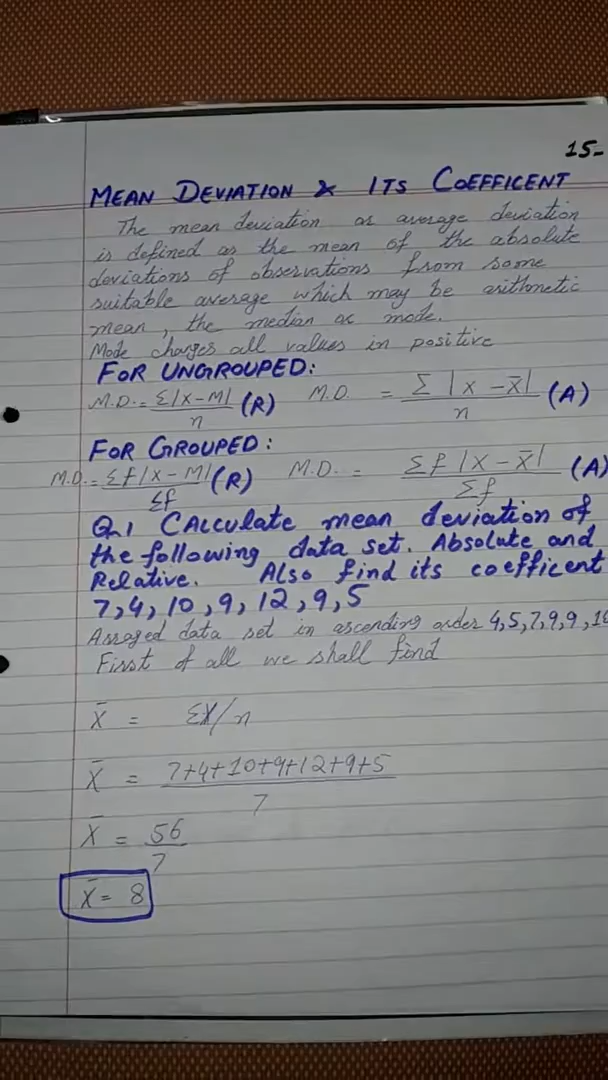 15-
MEAN DEVIATION & ITS COEFFICENT
The mean deviation or average deviation
is defined as the mean of the absolute
deviations of observations from some
suitable average which may be arithmetic
mean, the median or mode.
Mode changes all values in positive
FOR UNGROUPED:
M.D. = Σ|X-M|/n (R) M.D. = Σ|X-X̄|/n (A)
FOR GROUPED:
M.D. = Σf|X-M|/Σf (R) M.D. = Σf|X-X̄|/Σf (A)
Q.1 CALCULATE mean deviation of
the following data set. Absolute and
Relative. Also find its coefficent
7,4,10,9,12,9,5
Arraged data set in ascending order 4,5,7,9,9,10
First of all we shall find
X̄ = ΣX/n
X̄ = 7+4+10+9+12+9+5/7
X̄ = 56/7
X̄ = 8